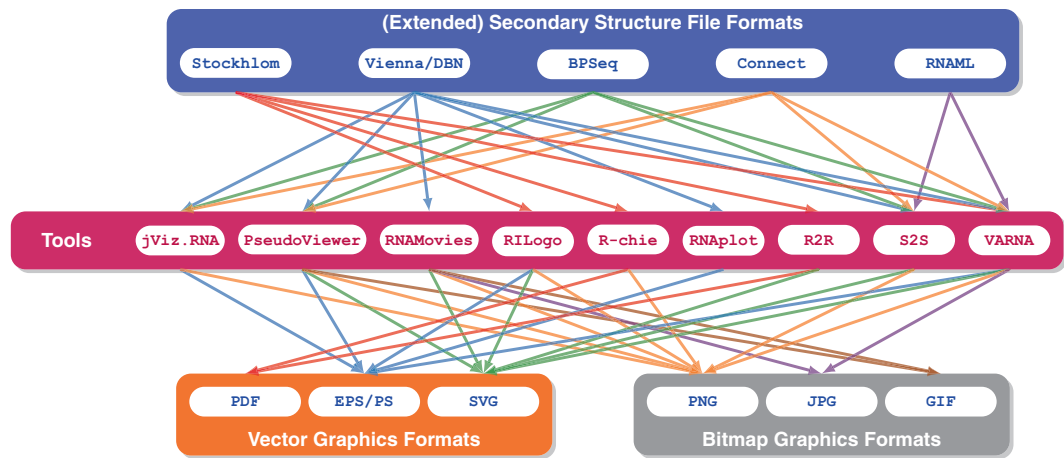 (Extended) Secondary Structure File Formats
Stockhlom Vienna/DBN BPSeq Connect RNAML
Tools jViz.RNA PseudoViewer RNAMovies RILogo R-chie RNAplot R2R S2S VARNA
PDF EPS/PS SVG PNG JPG GIF
Vector Graphics Formats Bitmap Graphics Formats